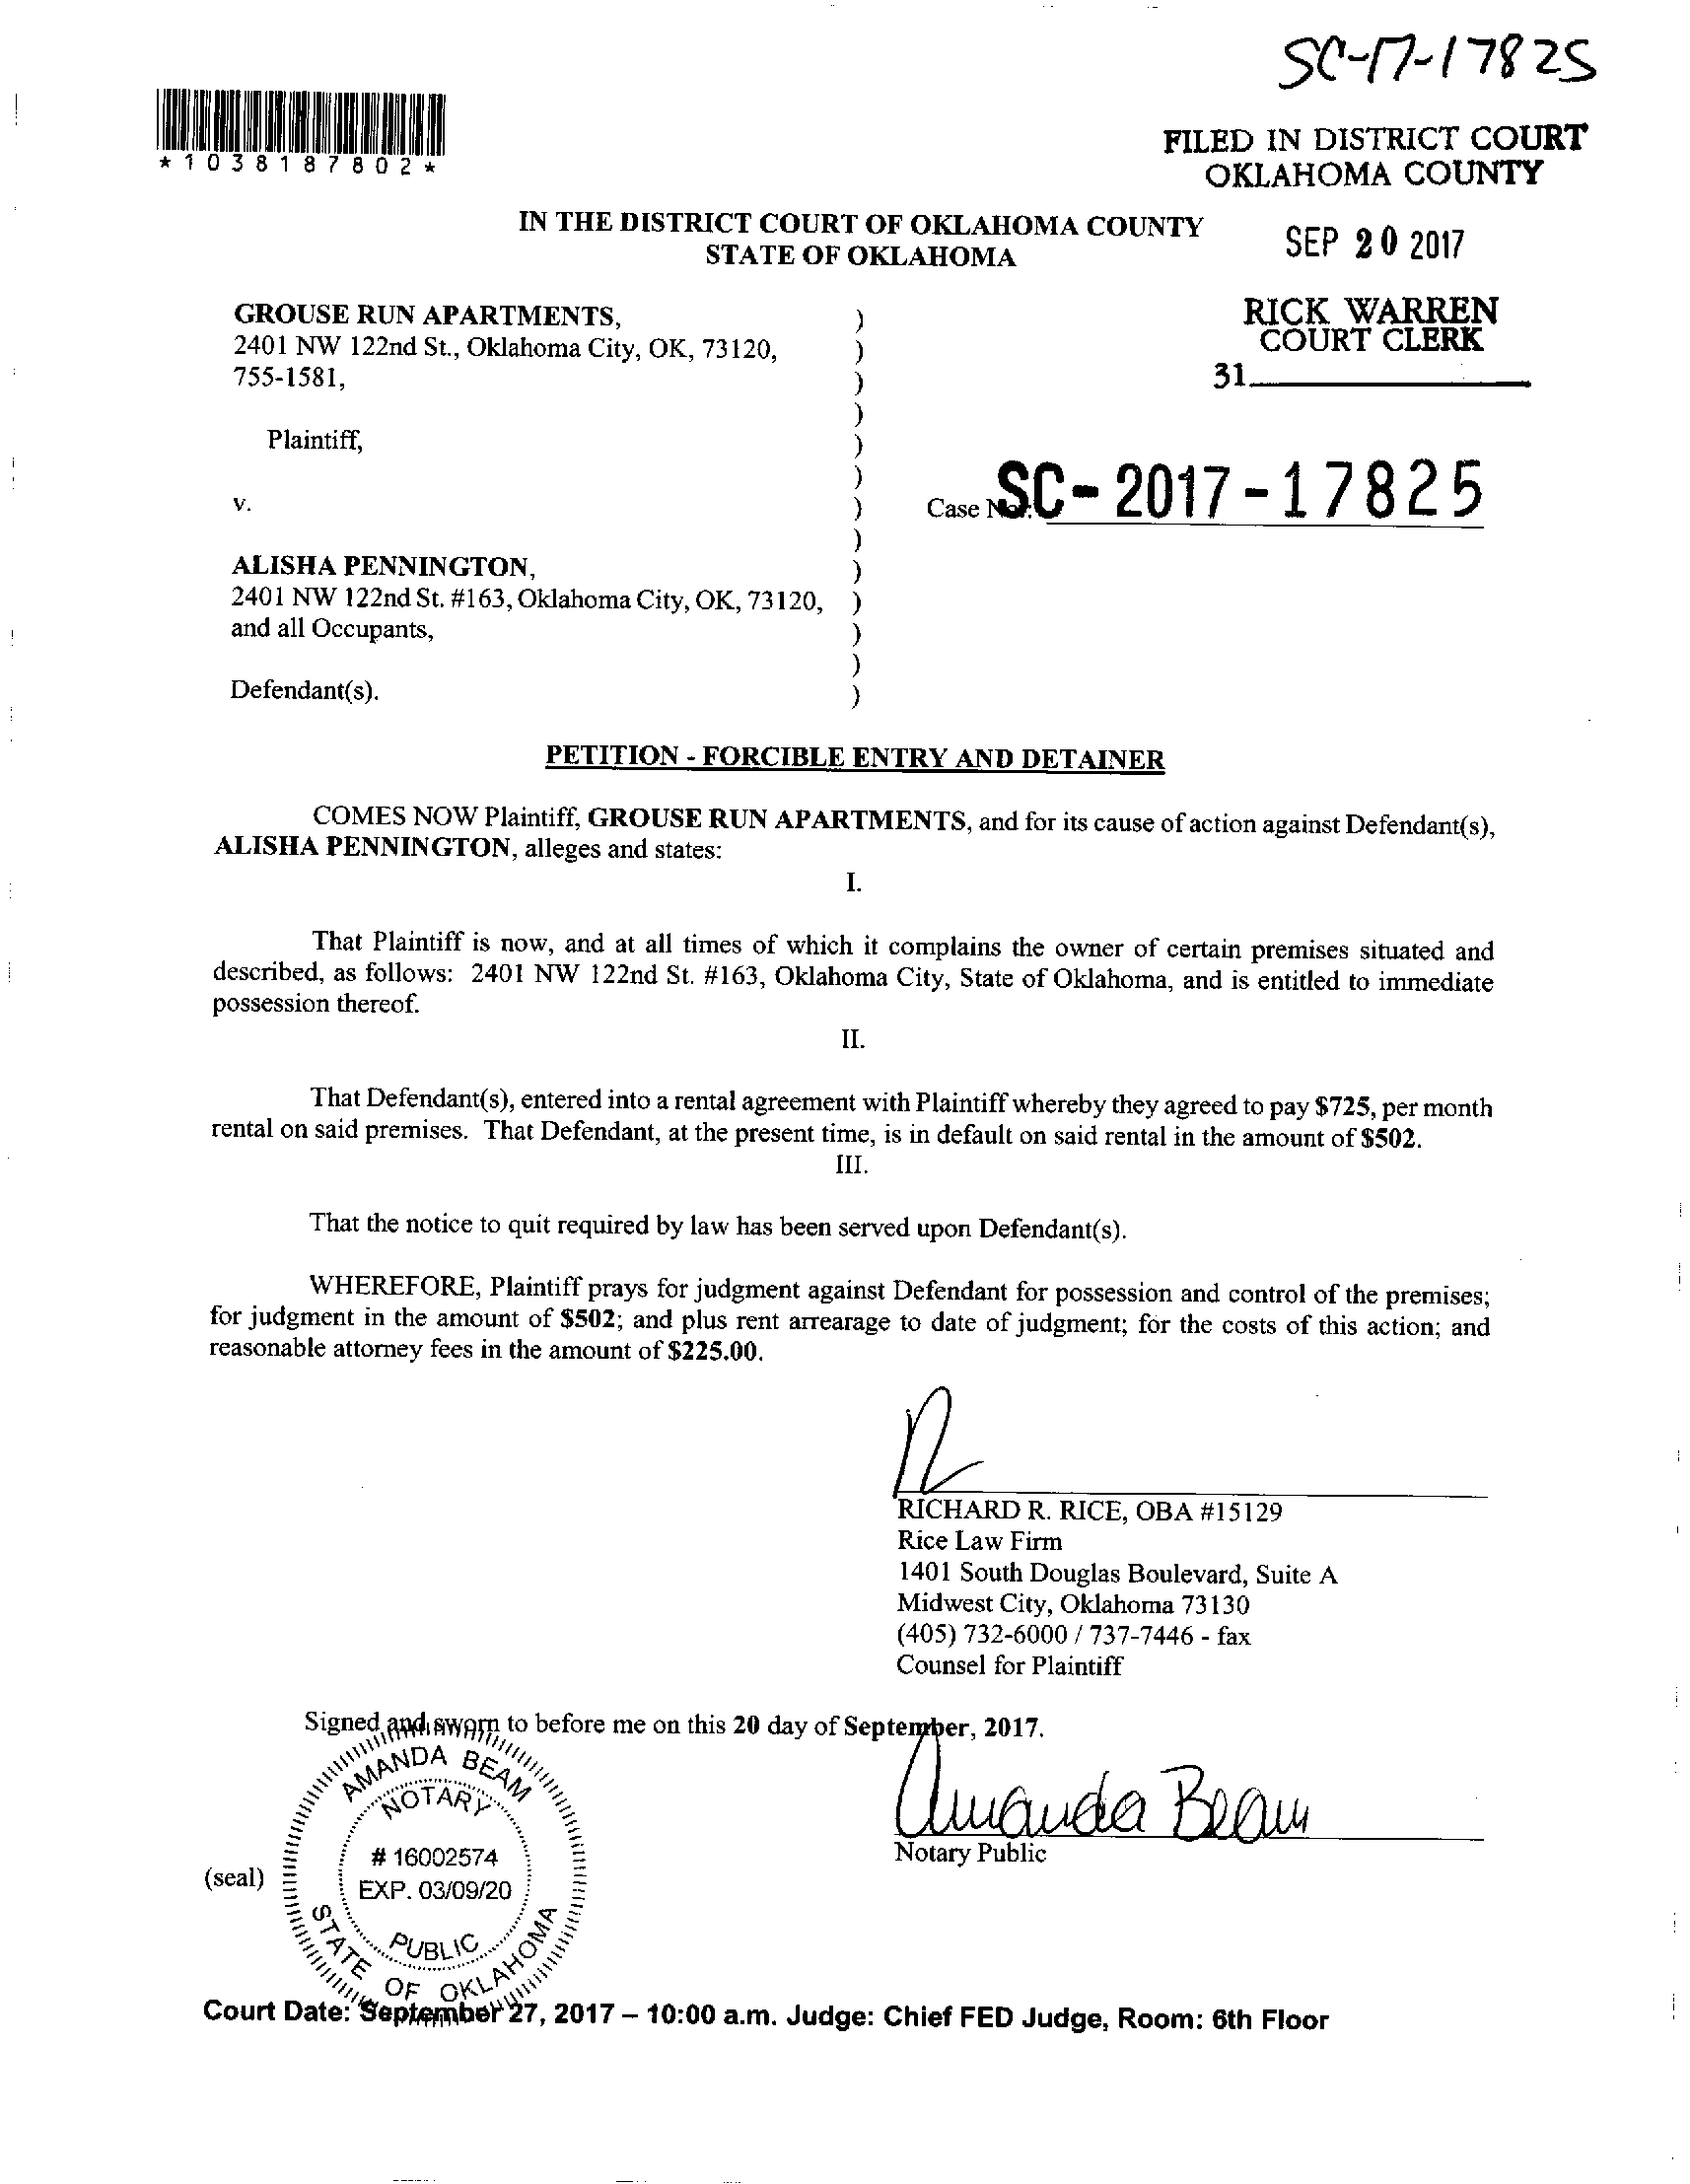 SC-17-17825
*1038187802*
FILED IN DISTRICT COURT
OKLAHOMA COUNTY
IN THE DISTRICT COURT OF OKLAHOMA COUNTY
STATE OF OKLAHOMA
SEP 20 2017
RICK WARREN
COURT CLERK
31
GROUSE RUN APARTMENTS, )
2401 NW 122nd St., Oklahoma City, OK, 73120, )
755-1581, )
)
Plaintiff, )
)
v. ) Case No.: SC-2017-17825
)
ALISHA PENNINGTON, )
2401 NW 122nd St. #163, Oklahoma City, OK, 73120, )
and all Occupants, )
)
Defendant(s). )
PETITION - FORCIBLE ENTRY AND DETAINER
COMES NOW Plaintiff, GROUSE RUN APARTMENTS, and for its cause of action against Defendant(s),
ALISHA PENNINGTON, alleges and states:
I.
That Plaintiff is now, and at all times of which it complains the owner of certain premises situated and
described, as follows: 2401 NW 122nd St. #163, Oklahoma City, State of Oklahoma, and is entitled to immediate
possession thereof.
II.
That Defendant(s), entered into a rental agreement with Plaintiff whereby they agreed to pay $725, per month
rental on said premises. That Defendant, at the present time, is in default on said rental in the amount of $502.
III.
That the notice to quit required by law has been served upon Defendant(s).
WHEREFORE, Plaintiff prays for judgment against Defendant for possession and control of the premises;
for judgment in the amount of $502; and plus rent arrearage to date of judgment; for the costs of this action; and
reasonable attorney fees in the amount of $225.00.
RICHARD R. RICE, OBA #15129
Rice Law Firm
1401 South Douglas Boulevard, Suite A
Midwest City, Oklahoma 73130
(405) 732-6000 / 737-7446 - fax
Counsel for Plaintiff
Signed and sworn to before me on this 20 day of September, 2017.
Amanda Beam
Notary Public
(seal)
AMANDA BEAM
NOTARY
# 16002574
EXP. 03/09/20
PUBLIC
STATE OF OKLAHOMA
Court Date: September 27, 2017 – 10:00 a.m. Judge: Chief FED Judge, Room: 6th Floor